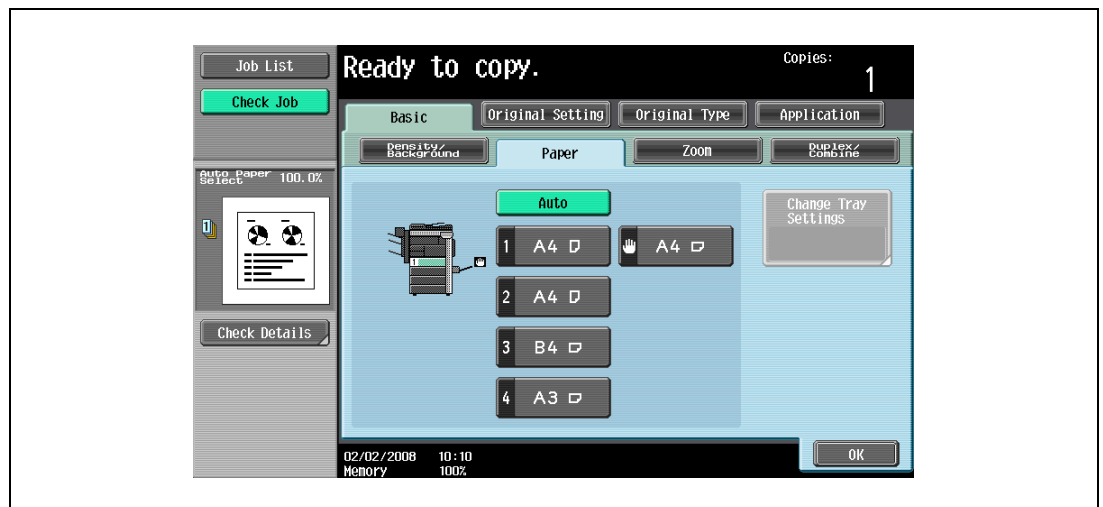 Job List
Ready to copy.
Copies:
1
Check Job
Basic
Original Setting
Original Type
Application
Density/
Background
Paper
Zoom
Duplex/
Combine
Auto Paper
Select
100.0%
1
Auto
Change Tray
Settings
1
1 A4
A4
2 A4
Check Details
3 B4
4 A3
02/02/2008 10:10
Memory 100%
OK